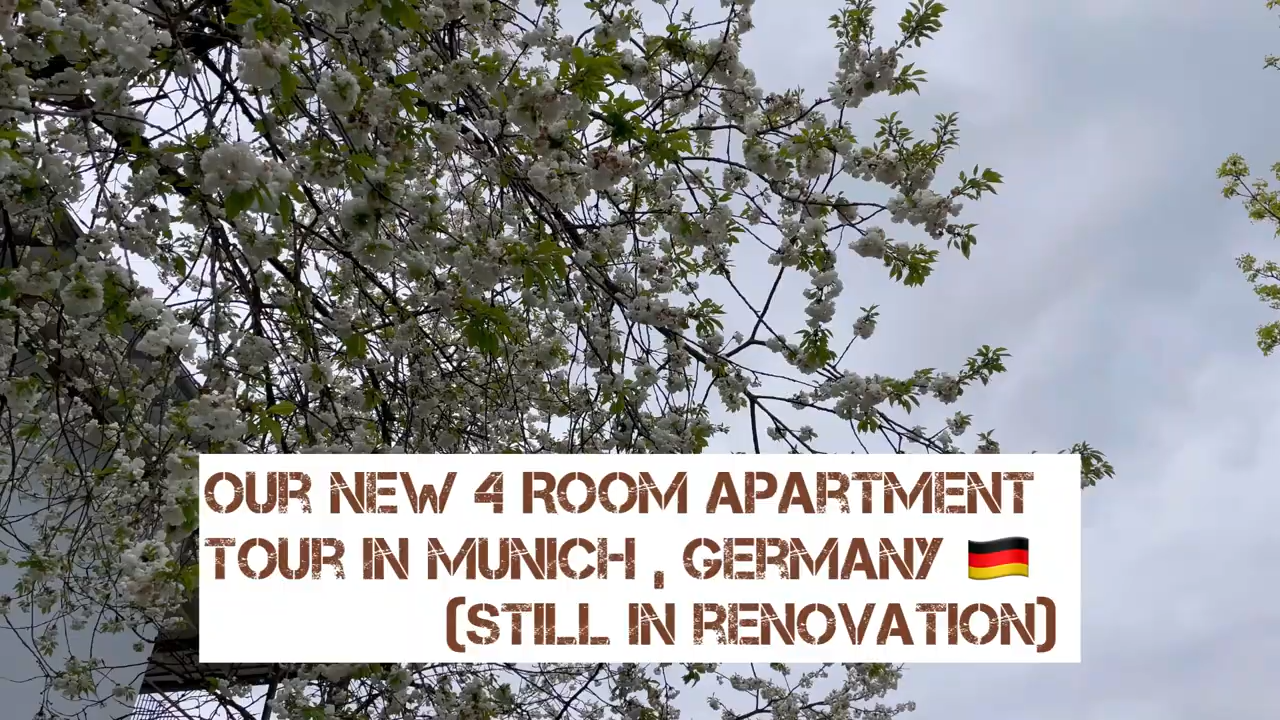 OUR NEW 4 ROOM APARTMENT
TOUR IN MUNICH , GERMANY 🇩🇪
(STILL IN RENOVATION)